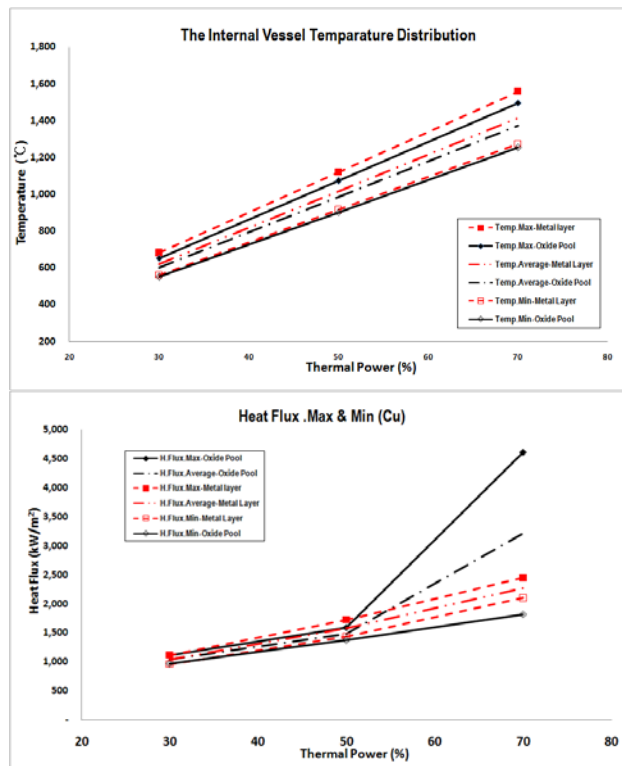 The Internal Vessel Temparature Distribution
1,800
1,600
1,400
1,200
1,000
800
600
400
200
Temperature (℃)
Temp.Max-Metal layer
Temp.Max-Oxide Pool
Temp.Average-Metal Layer
Temp.Average-Oxide Pool
Temp.Min-Metal Layer
Temp.Min-Oxide Pool
20 30 40 50 60 70 80
Thermal Power (%)
Heat Flux .Max & Min (Cu)
5,000
4,500
4,000
3,500
3,000
2,500
2,000
1,500
1,000
500
-
Heat Flux (kW/m²)
H.Flux.Max-Oxide Pool
H.Flux.Average-Oxide Pool
H.Flux.Max-Metal layer
H.Flux.Average-Metal Layer
H.Flux.Min-Metal Layer
H.Flux.Min-Oxide Pool
20 30 40 50 60 70 80
Thermal Power (%)